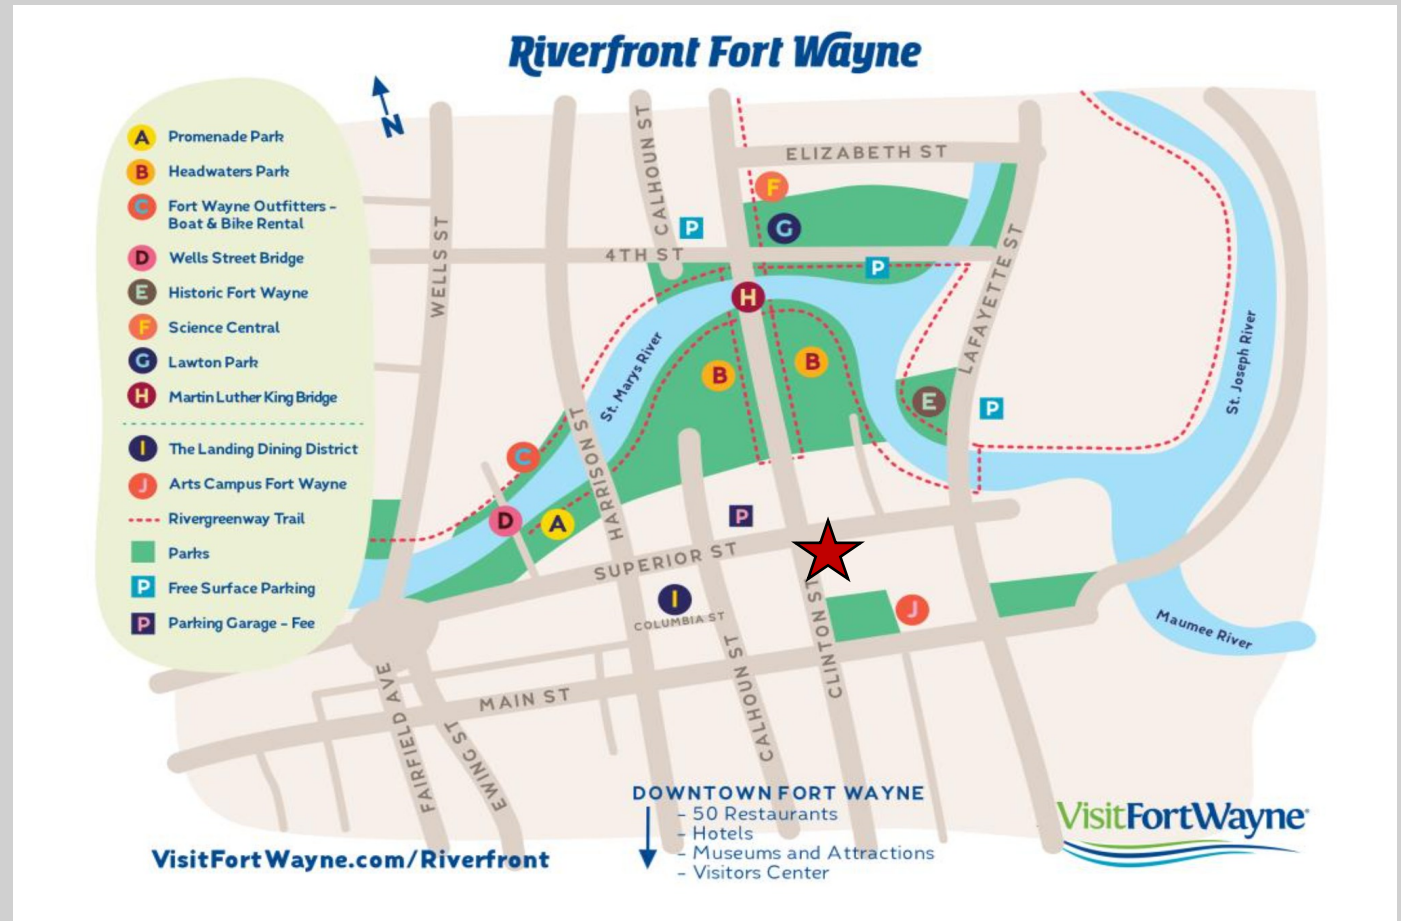 Riverfront Fort Wayne
N
A Promenade Park
B Headwaters Park
C Fort Wayne Outfitters –
Boat & Bike Rental
D Wells Street Bridge
E Historic Fort Wayne
F Science Central
G Lawton Park
H Martin Luther King Bridge
I The Landing Dining District
J Arts Campus Fort Wayne
Rivergreenway Trail
Parks
P Free Surface Parking
P Parking Garage – Fee
WELLS ST
CALHOUN ST
ELIZABETH ST
F
P
G
4TH ST
P
H
LAFAYETTE ST
St. Marys River
St. Joseph River
B
B
E
P
HARRISON ST
C
D
A
P
SUPERIOR ST
I
COLUMBIA ST
J
CLINTON ST
Maumee River
CALHOUN ST
MAIN ST
FAIRFIELD AVE
EWING ST
DOWNTOWN FORT WAYNE
– 50 Restaurants
– Hotels
– Museums and Attractions
– Visitors Center
VisitFortWayne.com/Riverfront
VisitFortWayne